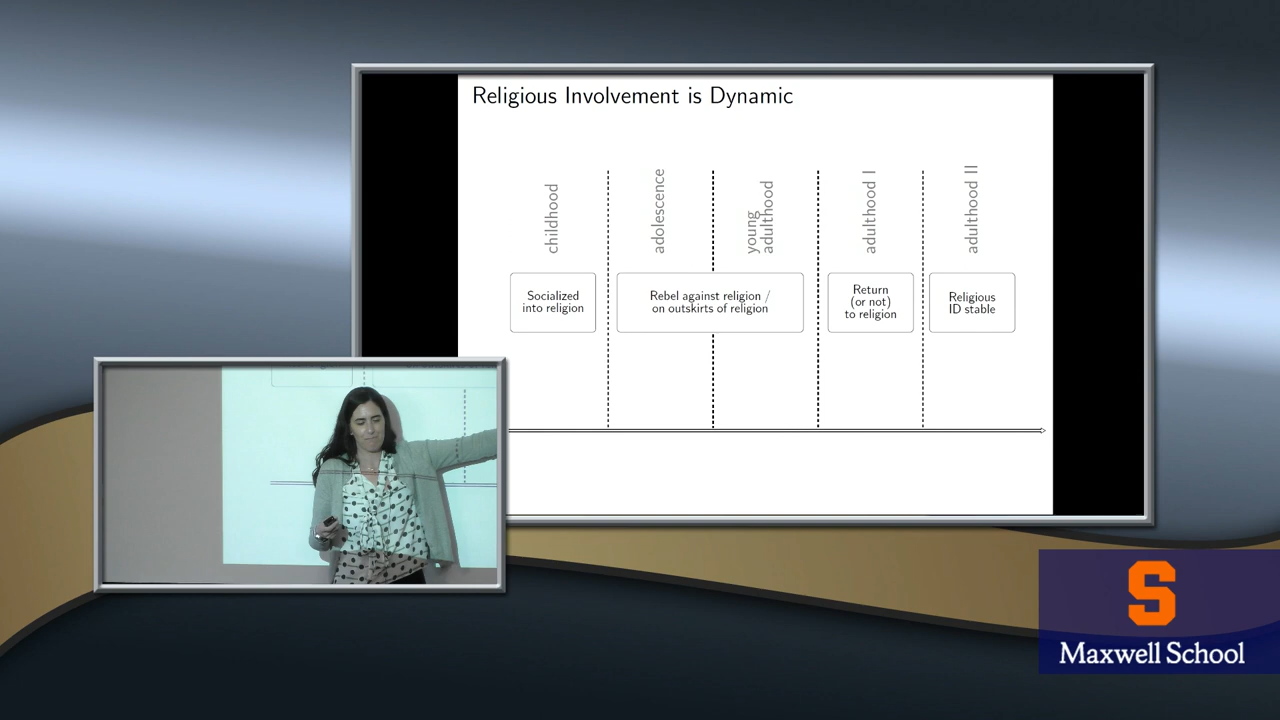 Religious Involvement is Dynamic
childhood
adolescence
young
adulthood
adulthood I
adulthood II
Socialized
into religion
Rebel against religion /
on outskirts of religion
Return
(or not)
to religion
Religious
ID stable
S
Maxwell School